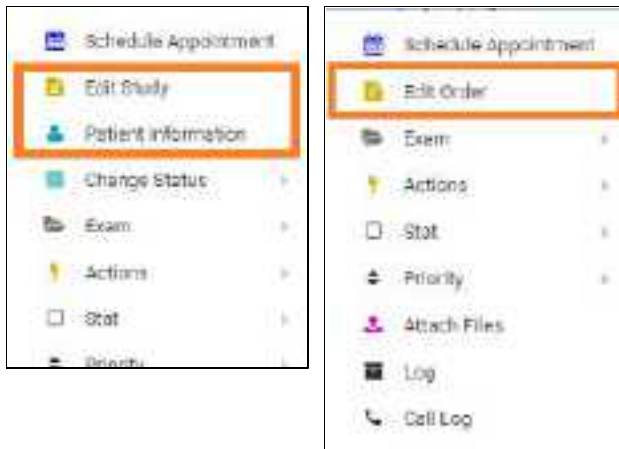 Schedule Appointment
Edit Study
Patient Information
Change Status
Exam
Actions
Stat
Priority
Schedule Appointment
Edit Order
Exam
Actions
Stat
Priority
Attach Files
Log
Call Log